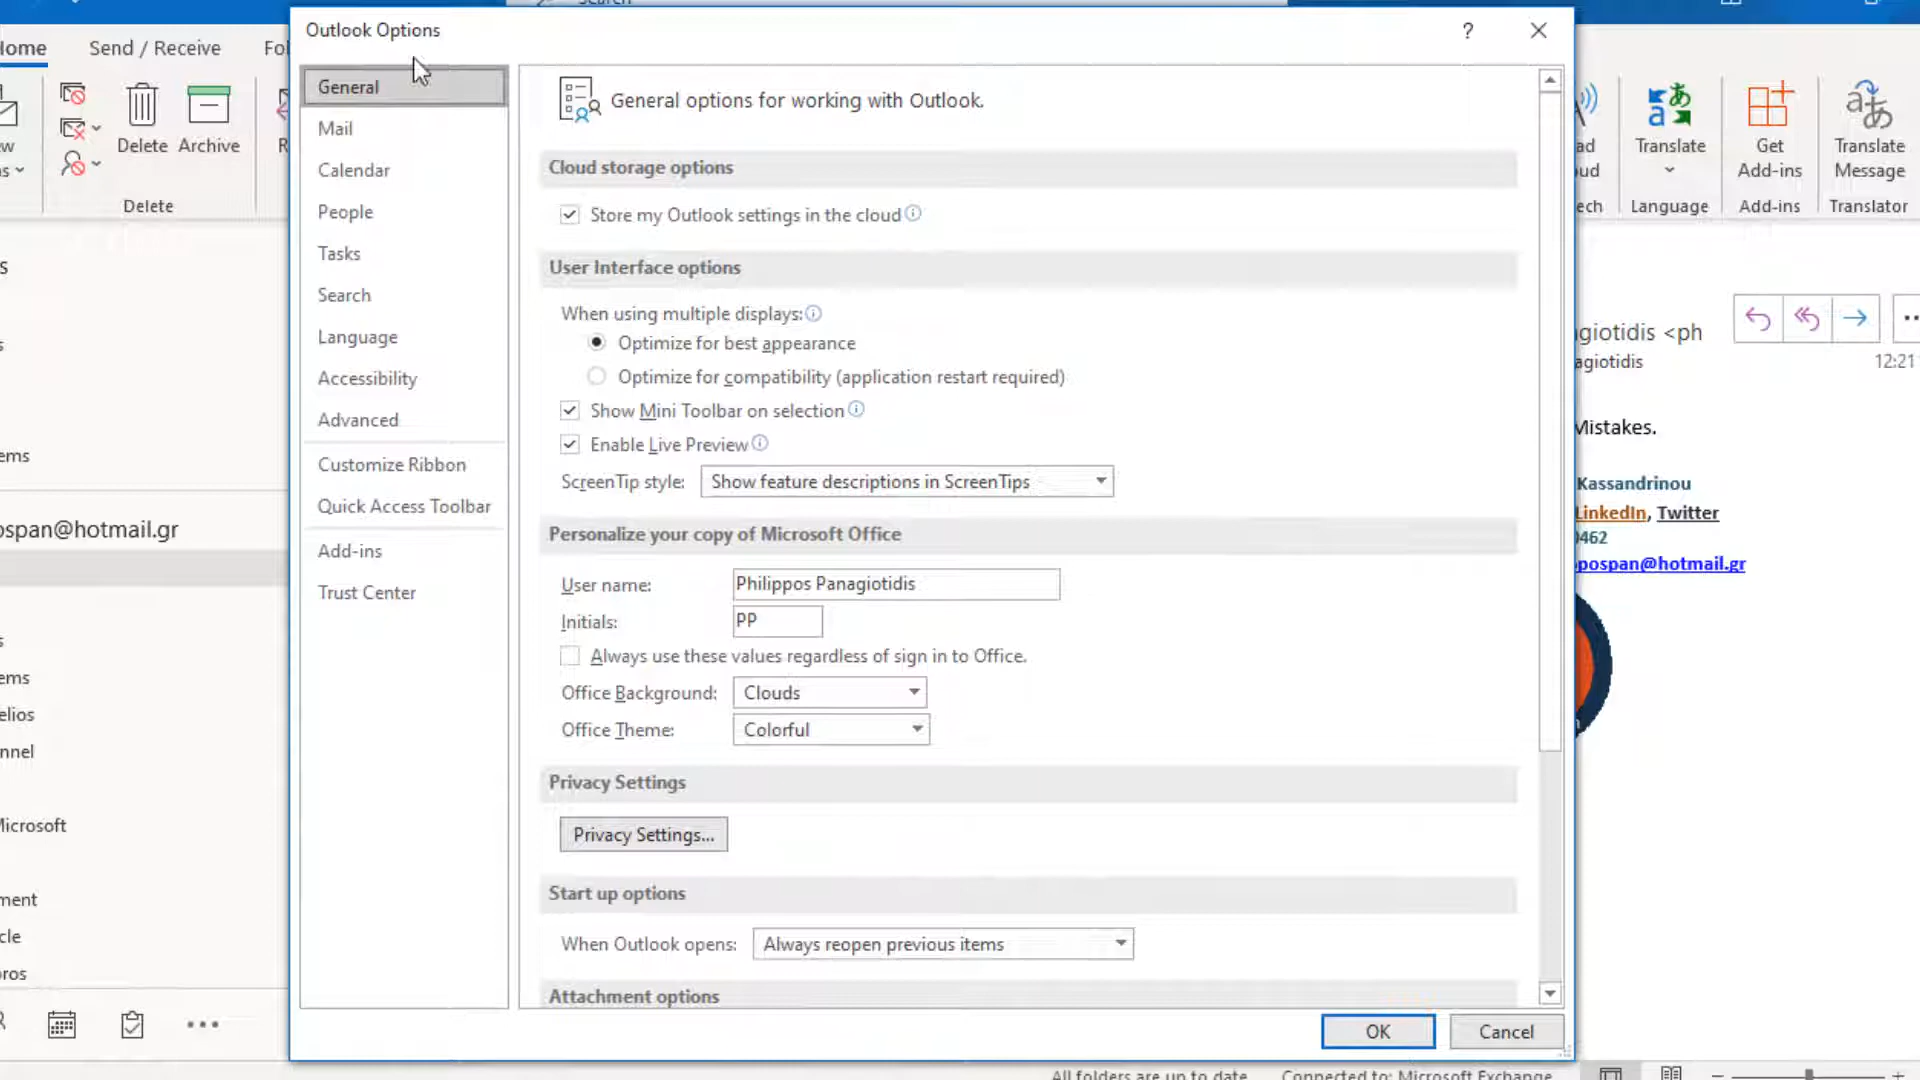 Search
Outlook Options
?
Home
Send / Receive
General
General options for working with Outlook.
Mail
Delete
Archive
Translate
Get
Add-ins
Translate
Message
Delete
Language
Add-ins
Translator
Calendar
Cloud storage options
People
Store my Outlook settings in the cloud
Tasks
User Interface options
Search
When using multiple displays:
Language
Optimize for best appearance
Accessibility
Optimize for compatibility (application restart required)
Advanced
Show Mini Toolbar on selection
Enable Live Preview
Customize Ribbon
ScreenTip style:
Show feature descriptions in ScreenTips
Quick Access Toolbar
Personalize your copy of Microsoft Office
Add-ins
User name:
Philippos Panagiotidis
Trust Center
Initials:
PP
Always use these values regardless of sign in to Office.
Office Background:
Clouds
Office Theme:
Colorful
Privacy Settings
Privacy Settings...
Start up options
When Outlook opens:
Always reopen previous items
Attachment options
OK
Cancel
ospan@hotmail.gr
ems
ems
elios
nnel
Microsoft
ment
cle
oros
agiotidis <ph
agiotidis
12:21
Mistakes.
Kassandrinou
LinkedIn, Twitter
0462
pospan@hotmail.gr
All folders are up to date.
Connected to: Microsoft Exchange